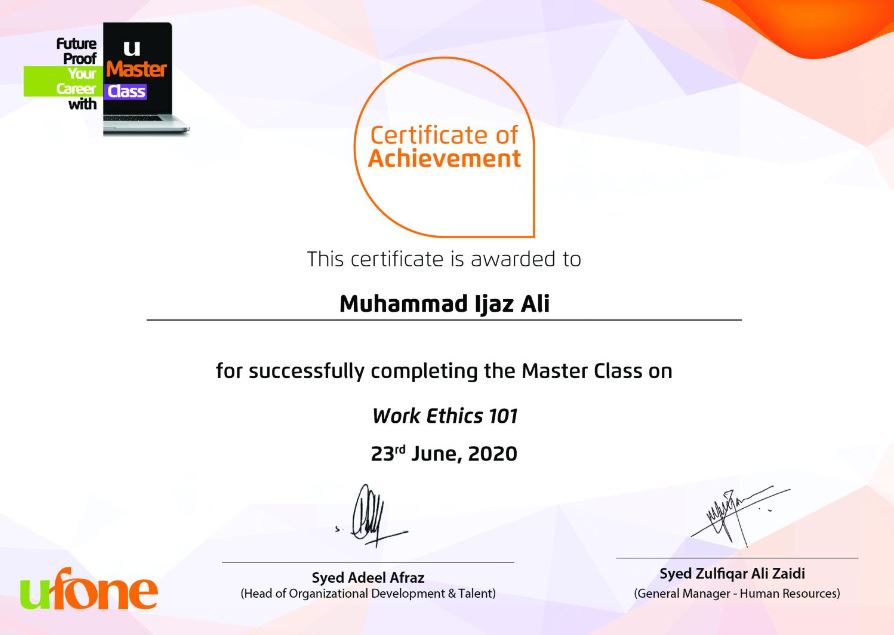 Future
Proof
Your
Career
with
u
Master
Class
Certificate of
Achievement
This certificate is awarded to
Muhammad Ijaz Ali
for successfully completing the Master Class on
Work Ethics 101
23rd June, 2020
Syed Adeel Afraz
(Head of Organizational Development & Talent)
Syed Zulfiqar Ali Zaidi
(General Manager - Human Resources)
ufone